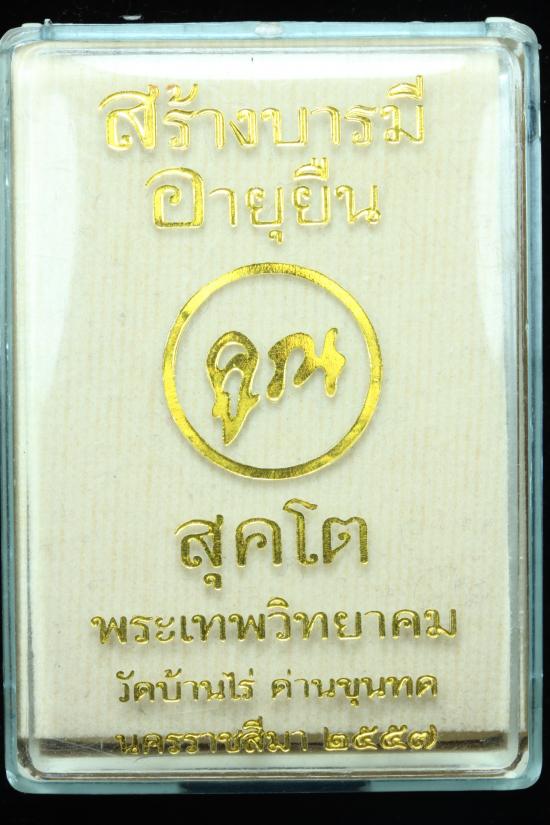 สร้างบารมี
อายุยืน
คูณ
สุคโต
พระเทพวิทยาคม
วัดบ้านไร่ ด่านขุนทด
นครราชสีมา ๒๕๕๗